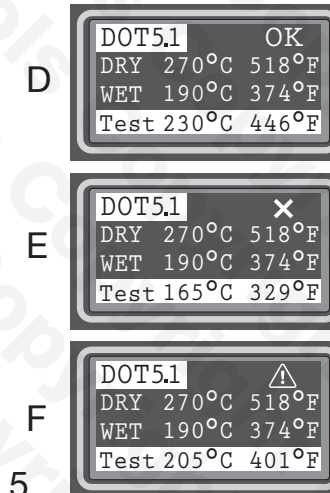 D
DOT5.1 OK
DRY 270°C 518°F
WET 190°C 374°F
Test 230°C 446°F
E
DOT5.1 ✕
DRY 270°C 518°F
WET 190°C 374°F
Test 165°C 329°F
F
DOT5.1 ⚠
DRY 270°C 518°F
WET 190°C 374°F
Test 205°C 401°F
5